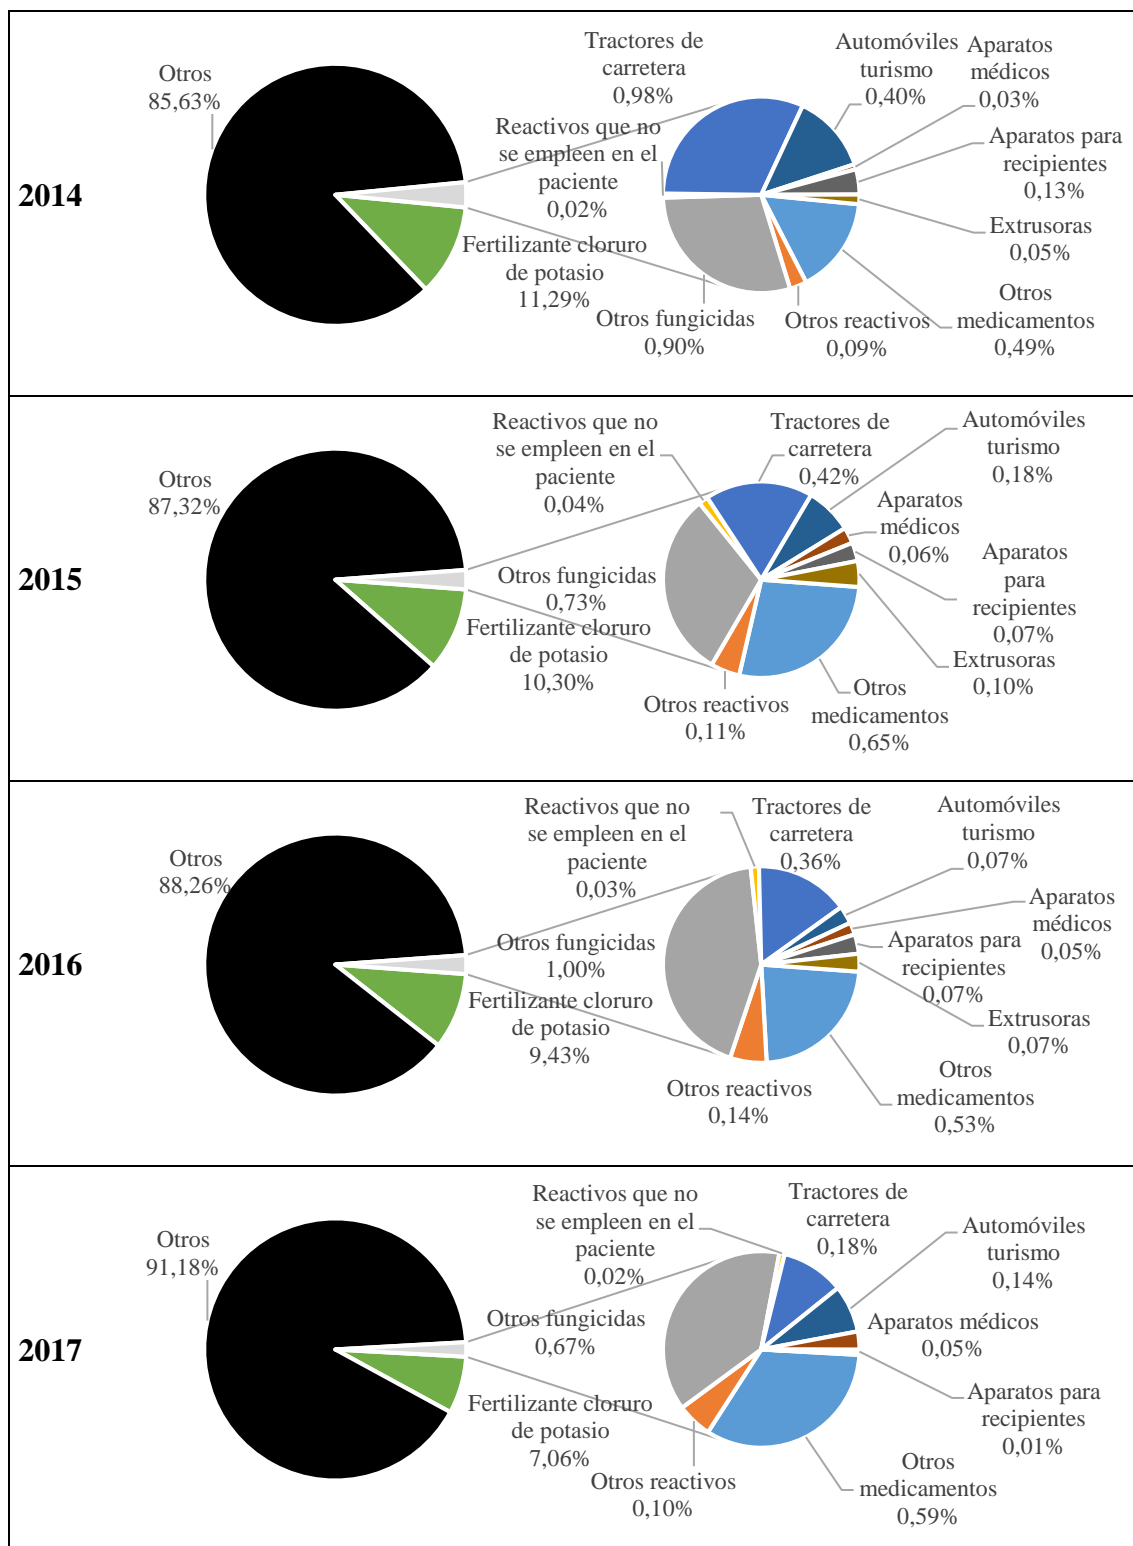 2014
Otros
85,63%
Tractores de
carretera
0,98%
Automóviles
turismo
0,40%
Aparatos
médicos
0,03%
Reactivos que no
se empleen en el
paciente
0,02%
Aparatos para
recipientes
0,13%
Extrusoras
0,05%
Fertilizante cloruro
de potasio
11,29%
Otros fungicidas
0,90%
Otros reactivos
0,09%
Otros
medicamentos
0,49%
2015
Otros
87,32%
Reactivos que no
se empleen en el
paciente
0,04%
Tractores de
carretera
0,42%
Automóviles
turismo
0,18%
Aparatos
médicos
0,06%
Aparatos
para
recipientes
0,07%
Otros fungicidas
0,73%
Fertilizante cloruro
de potasio
10,30%
Extrusoras
0,10%
Otros reactivos
0,11%
Otros
medicamentos
0,65%
2016
Otros
88,26%
Reactivos que no
se empleen en el
paciente
0,03%
Tractores de
carretera
0,36%
Automóviles
turismo
0,07%
Aparatos
médicos
0,05%
Aparatos para
recipientes
0,07%
Otros fungicidas
1,00%
Fertilizante cloruro
de potasio
9,43%
Extrusoras
0,07%
Otros reactivos
0,14%
Otros
medicamentos
0,53%
2017
Otros
91,18%
Reactivos que no
se empleen en el
paciente
0,02%
Tractores de
carretera
0,18%
Automóviles
turismo
0,14%
Otros fungicidas
0,67%
Aparatos médicos
0,05%
Fertilizante cloruro
de potasio
7,06%
Aparatos para
recipientes
0,01%
Otros reactivos
0,10%
Otros
medicamentos
0,59%